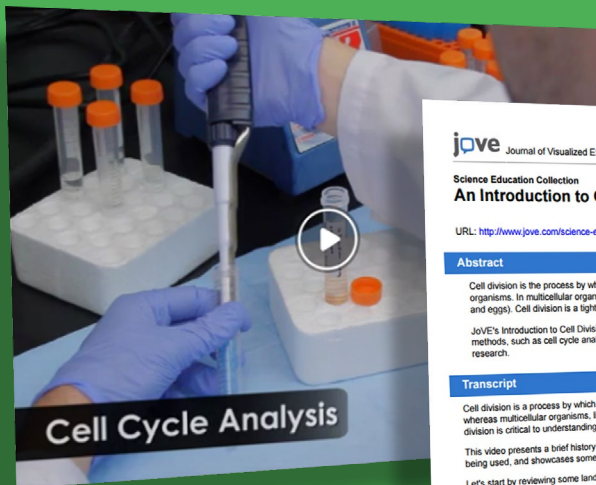 Cell Cycle Analysis
jove Journal of Visualized E
Science Education Collection
An Introduction to
URL: http://www.jove.com/science-e
Abstract
Cell division is the process by wh
organisms. In multicellular organ
and eggs). Cell division is a tight
JoVE's Introduction to Cell Divis
methods, such as cell cycle ana
research.
Transcript
Cell division is a process by which
whereas multicellular organisms,
division is critical to understanding
This video presents a brief history
being used, and showcases some
Let's start by reviewing some land